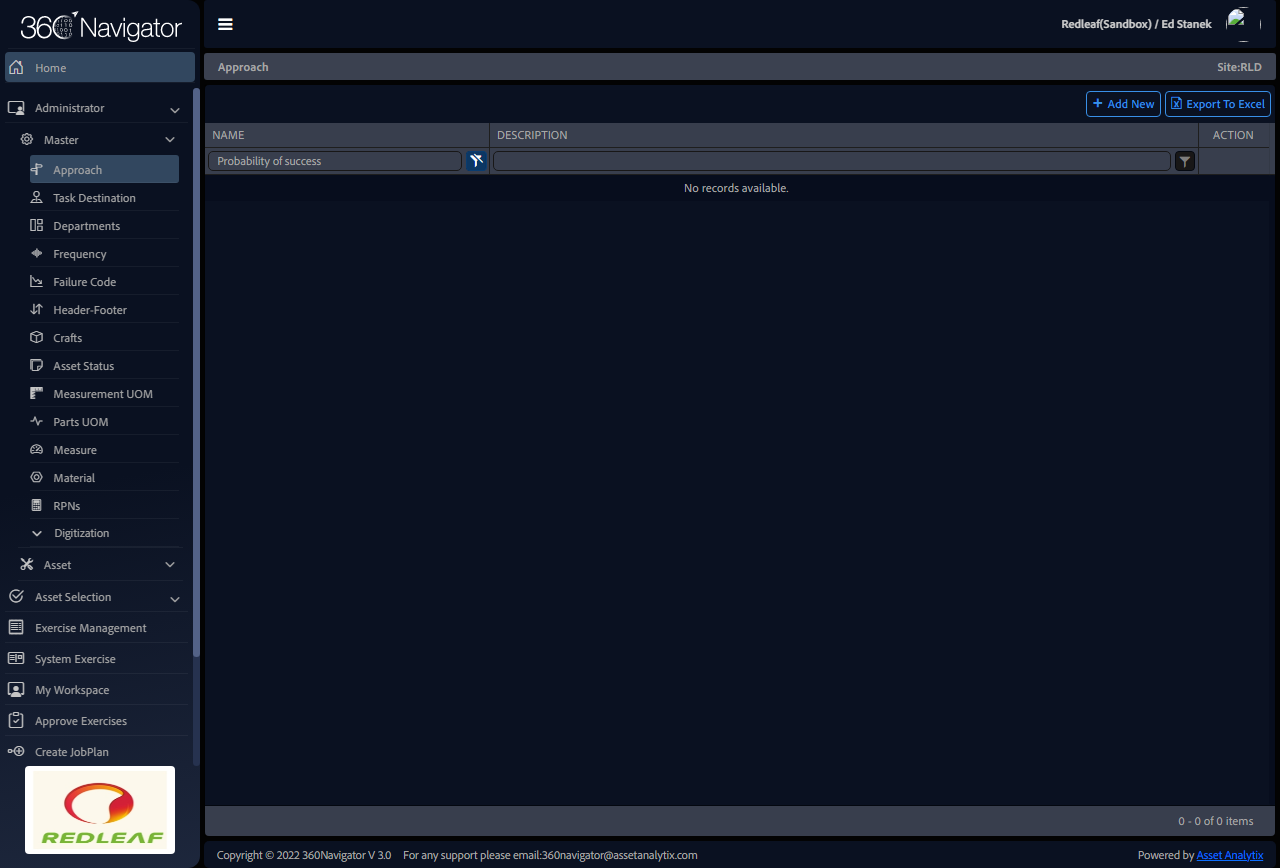 360 Navigator
Redleaf(Sandbox) / Ed Stanek
Home
Approach
Site:RLD
Administrator
Master
Approach
Task Destination
Departments
Frequency
Failure Code
Header-Footer
Crafts
Asset Status
Measurement UOM
Parts UOM
Measure
Material
RPNs
Digitization
Asset
Asset Selection
Exercise Management
System Exercise
My Workspace
Approve Exercises
Create JobPlan
REDLEAF
+ Add New
Export To Excel
NAME
DESCRIPTION
ACTION
Probability of success
No records available.
0 - 0 of 0 items
Copyright © 2022 360Navigator V 3.0
For any support please email:360navigator@assetanalytix.com
Powered by Asset Analytix